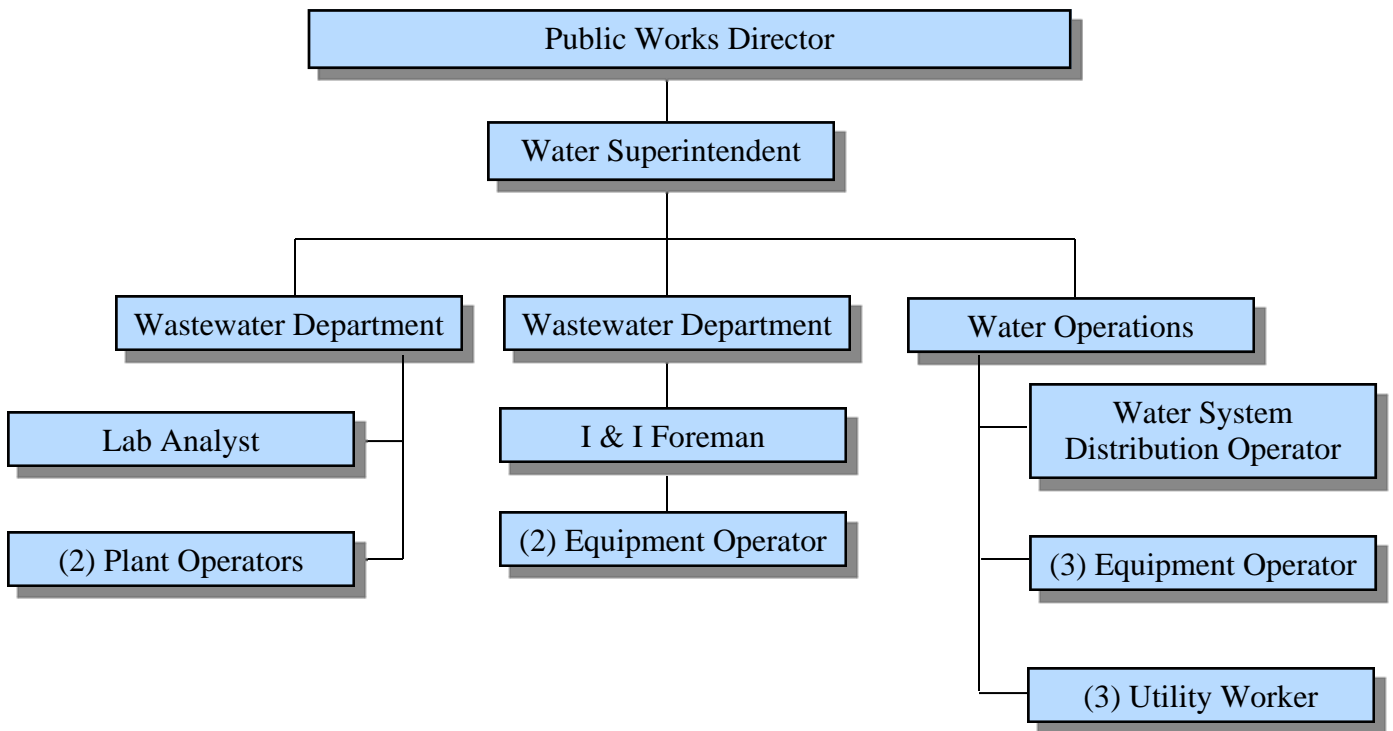 Public Works Director
Water Superintendent
Wastewater Department
Wastewater Department
Water Operations
Lab Analyst
I & I Foreman
Water System
Distribution Operator
(2) Plant Operators
(2) Equipment Operator
(3) Equipment Operator
(3) Utility Worker